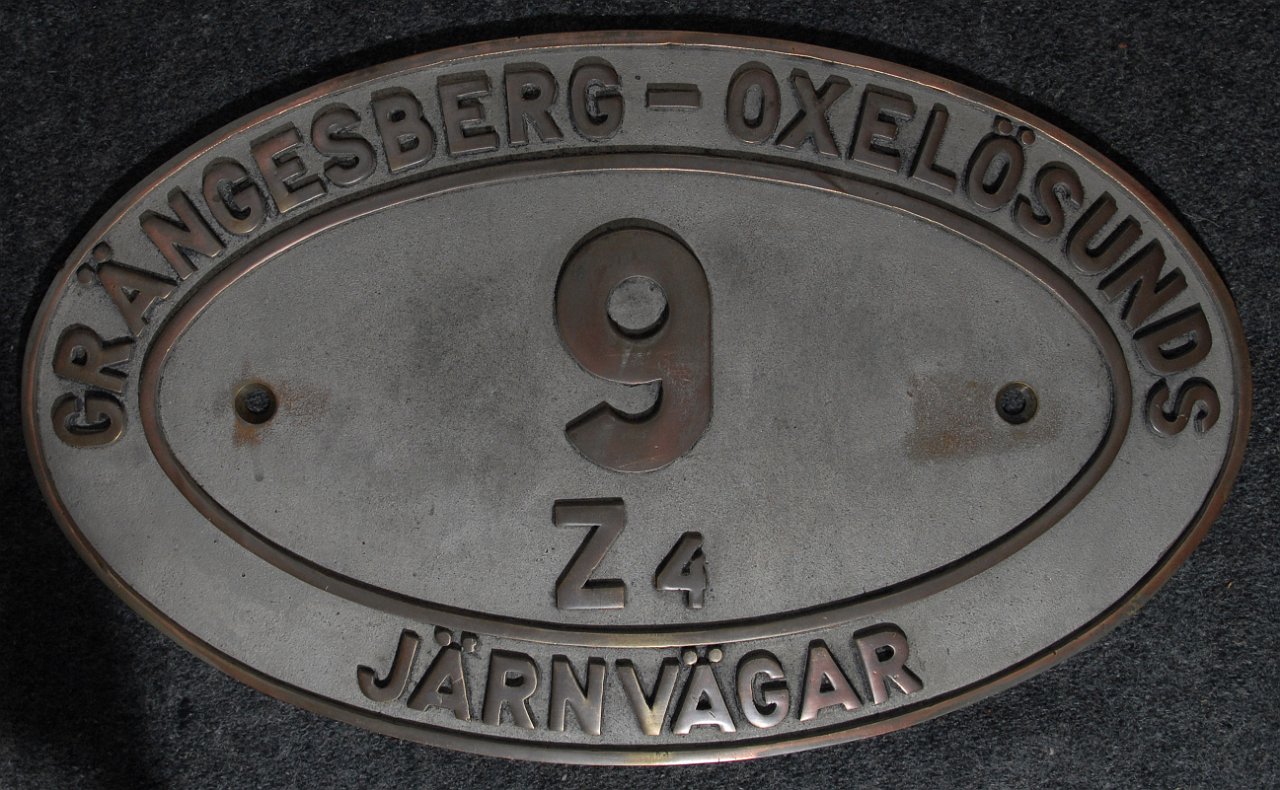 GRÄNGESBERG – OXELÖSUNDS
9
Z4
JÄRNVÄGAR